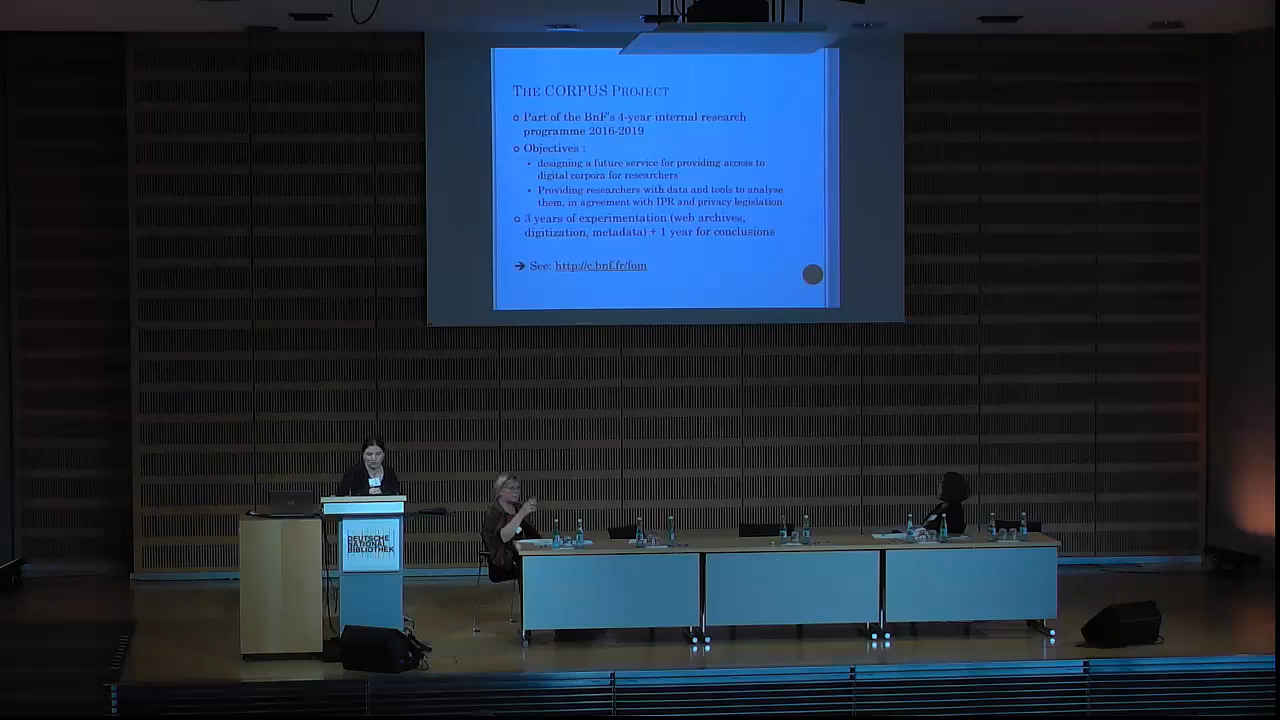 THE CORPUS PROJECT
Part of the BnF's 4-year internal research
programme 2016-2019
Objectives :
designing a future service for providing access to
digital corpora for researchers
Providing researchers with data and tools to analyse
them, in agreement with IPR and privacy legislation
3 years of experimentation (web archives,
digitization, metadata) + 1 year for conclusions
→ See: http://c.bnf.fr/fom
DEUTSCHE
NATIONAL
BIBLIOTHEK